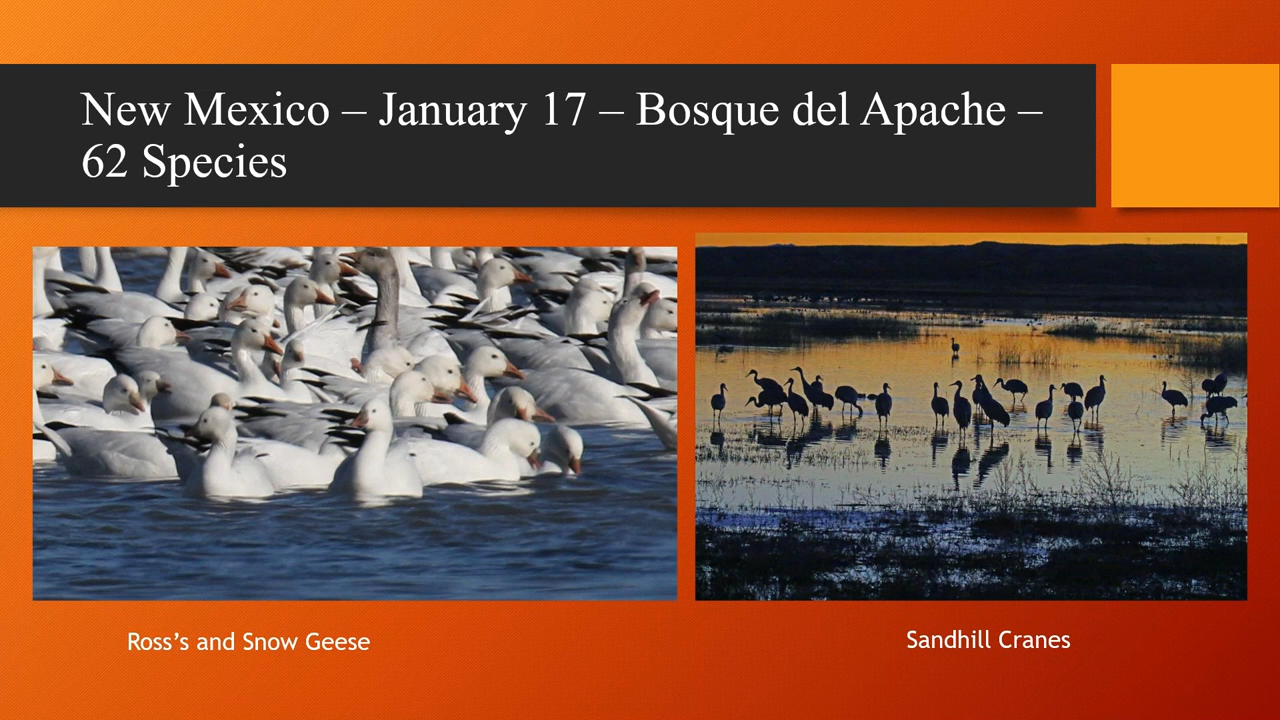 New Mexico – January 17 – Bosque del Apache –
62 Species
Ross’s and Snow Geese
Sandhill Cranes